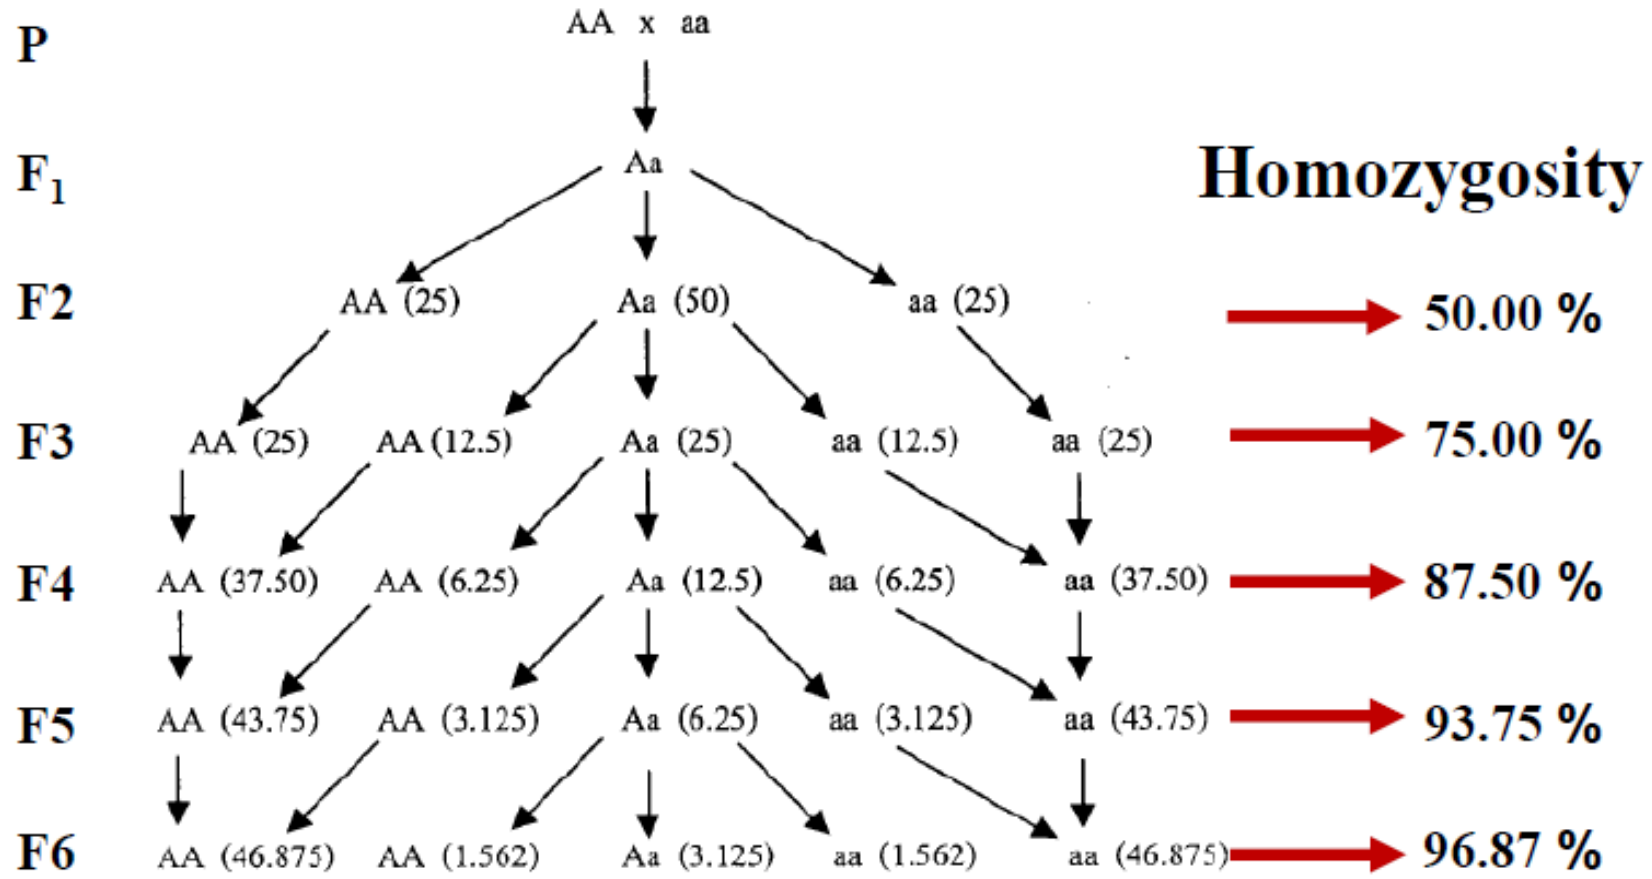 P AA x aa
F1 Aa Homozygosity
F2 AA (25) Aa (50) aa (25) 50.00 %
F3 AA (25) AA (12.5) Aa (25) aa (12.5) aa (25) 75.00 %
F4 AA (37.50) AA (6.25) Aa (12.5) aa (6.25) aa (37.50) 87.50 %
F5 AA (43.75) AA (3.125) Aa (6.25) aa (3.125) aa (43.75) 93.75 %
F6 AA (46.875) AA (1.562) Aa (3.125) aa (1.562) aa (46.875) 96.87 %